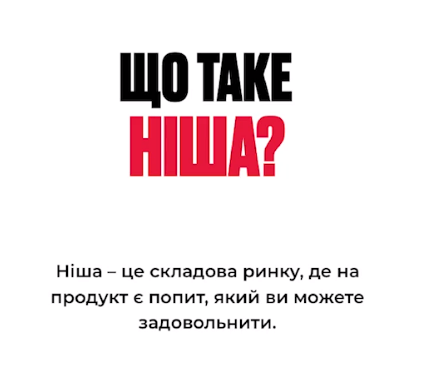 ЩО ТАКЕ
НІША?
Ніша – це складова ринку, де на
продукт є попит, який ви можете
задовольнити.